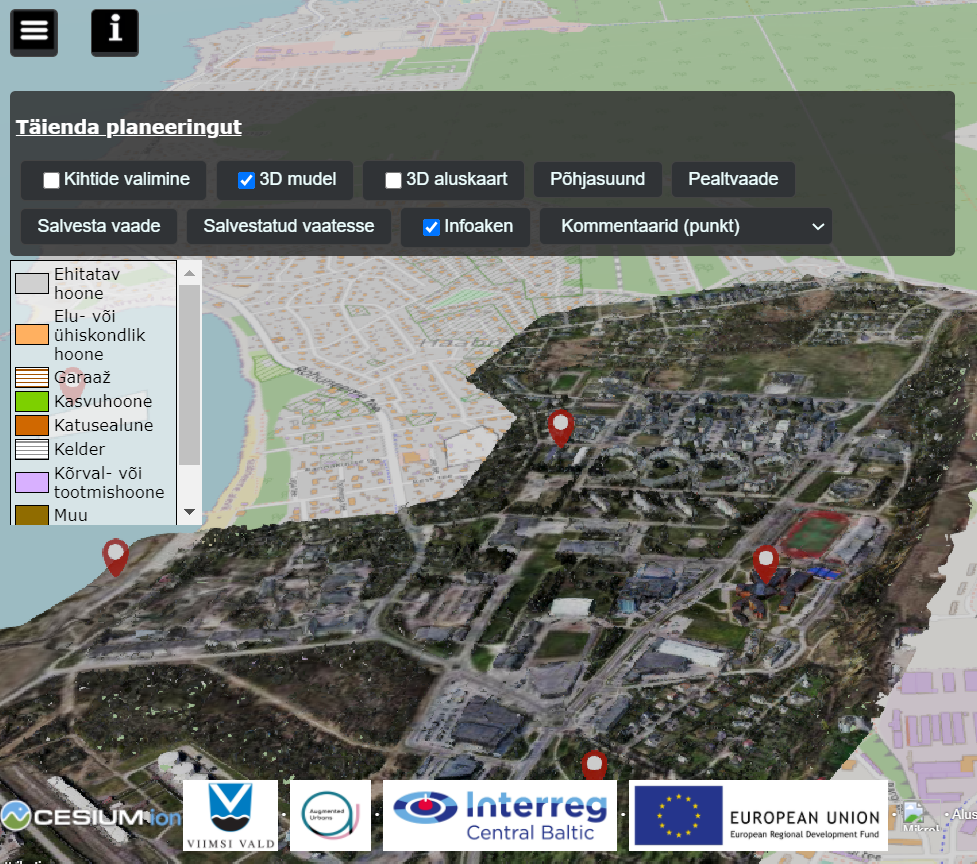 i
Täienda planeeringut
Kihtide valimine
3D mudel
3D aluskaart
Põhjasuund
Pealtvaade
Salvesta vaade
Salvestatud vaatesse
Infoaken
Kommentaarid (punkt)
Ehitatav
hoone
Elu- või
ühiskondlik
hoone
Garaaž
Kasvuhoone
Katusealune
Kelder
Kõrval- või
tootmishoone
Muu
CESIUM ion
VIIMSI VALD
Augmented
Urbans
Interreg
Central Baltic
EUROPEAN UNION
European Regional Development Fund
• Alus